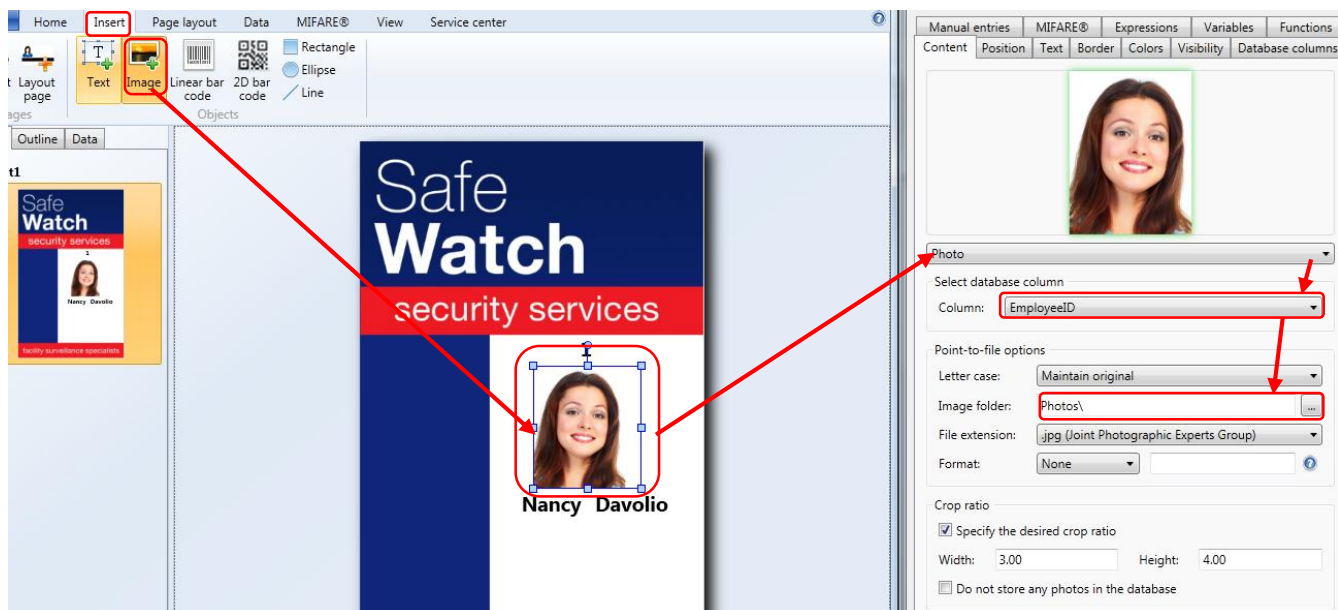 Home Insert Page layout Data MIFARE® View Service center
Text Image Linear bar code 2D bar code
Layout page
Rectangle
Ellipse
Line
Objects
Outline Data
Safe
Watch
security services
1
Nancy Davolio
facility surveillance specialists
Safe
Watch
security services
1
Nancy Davolio
Manual entries MIFARE® Expressions Variables Functions
Content Position Text Border Colors Visibility Database columns
Photo
Select database column
Column: EmployeeID
Point-to-file options
Letter case: Maintain original
Image folder: Photos\ ...
File extension: .jpg (Joint Photographic Experts Group)
Format: None
Crop ratio
Specify the desired crop ratio
Width: 3.00 Height: 4.00
Do not store any photos in the database